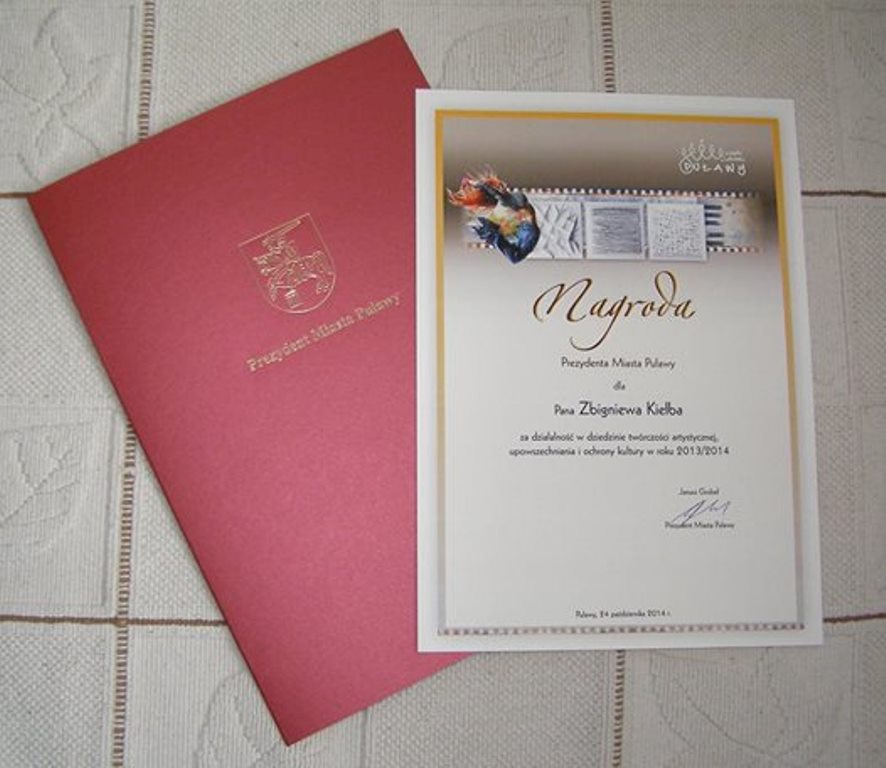 Prezydent Miasta Puławy
PUŁAWY
Nagroda
Prezydenta Miasta Puławy
dla
Pana Zbigniewa Kiełba
za działalność w dziedzinie twórczości artystycznej,
upowszechniania i ochrony kultury w roku 2013/2014
Janusz Grobel
Prezydent Miasta Puławy
Puławy, 24 października 2014 r.